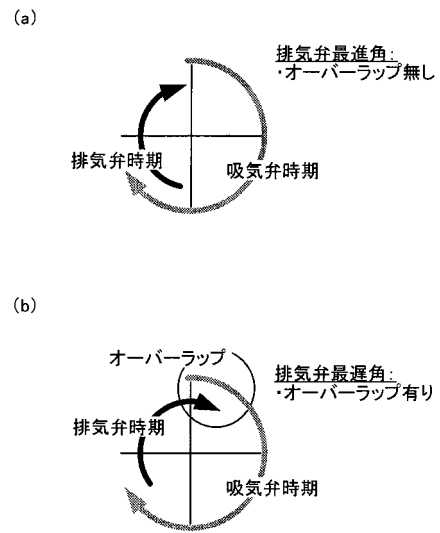 (a)
排気弁最進角:
・オーバーラップ無し
排気弁時期
吸気弁時期
(b)
オーバーラップ
排気弁最遅角:
・オーバーラップ有り
排気弁時期
吸気弁時期